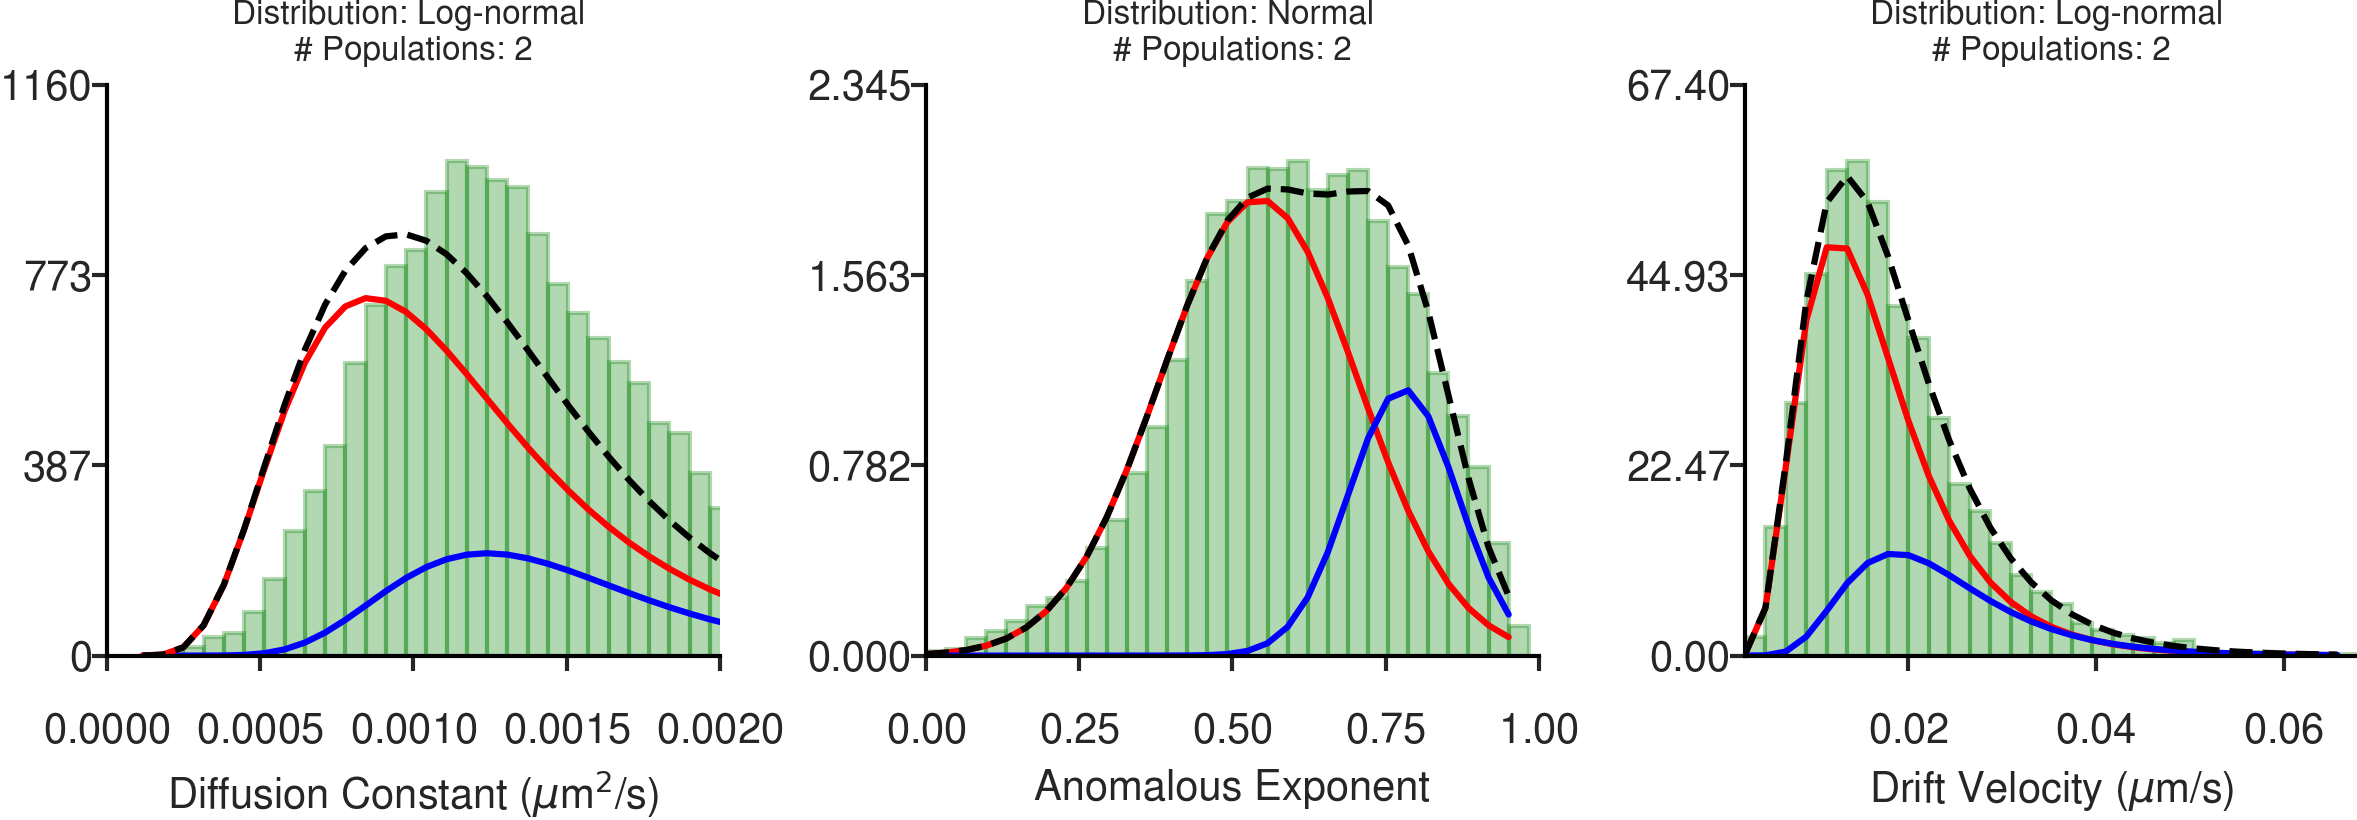 Distribution: Log-normal
# Populations: 2
1160
773
387
0
0.0000 0.0005 0.0010 0.0015 0.0020
Diffusion Constant (μm²/s)
Distribution: Normal
# Populations: 2
2.345
1.563
0.782
0.000
0.00 0.25 0.50 0.75 1.00
Anomalous Exponent
Distribution: Log-normal
# Populations: 2
67.40
44.93
22.47
0.00
0.02 0.04 0.06
Drift Velocity (μm/s)